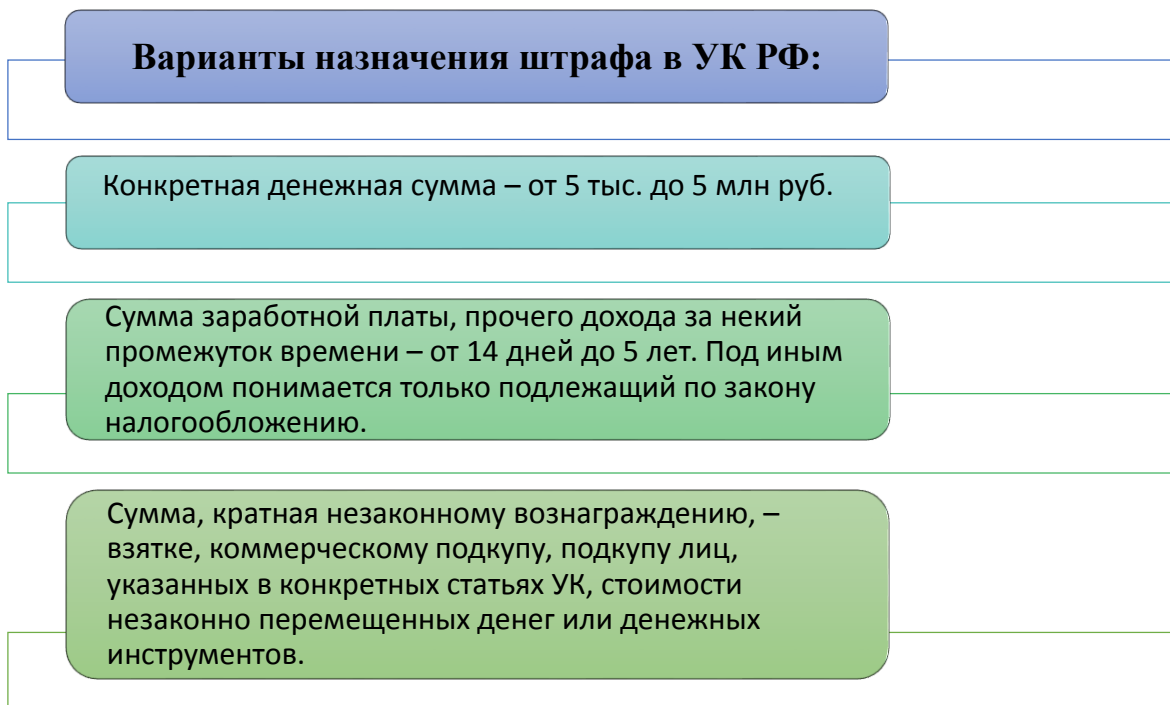 Варианты назначения штрафа в УК РФ:
Конкретная денежная сумма – от 5 тыс. до 5 млн руб.
Сумма заработной платы, прочего дохода за некий
промежуток времени – от 14 дней до 5 лет. Под иным
доходом понимается только подлежащий по закону
налогообложению.
Сумма, кратная незаконному вознаграждению, –
взятке, коммерческому подкупу, подкупу лиц,
указанных в конкретных статьях УК, стоимости
незаконно перемещенных денег или денежных
инструментов.